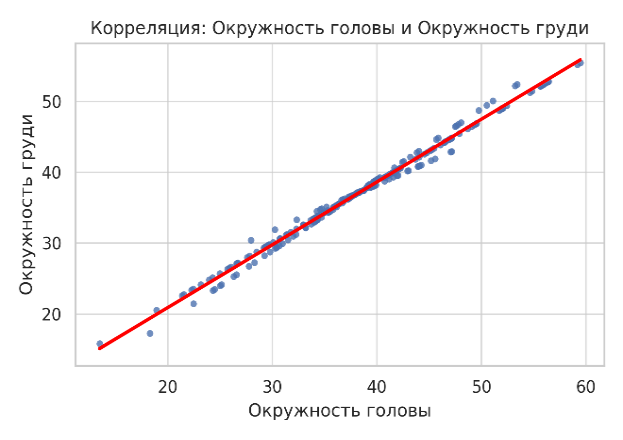 Корреляция: Окружность головы и Окружность груди
Окружность груди
50
40
30
20
20 30 40 50 60
Окружность головы